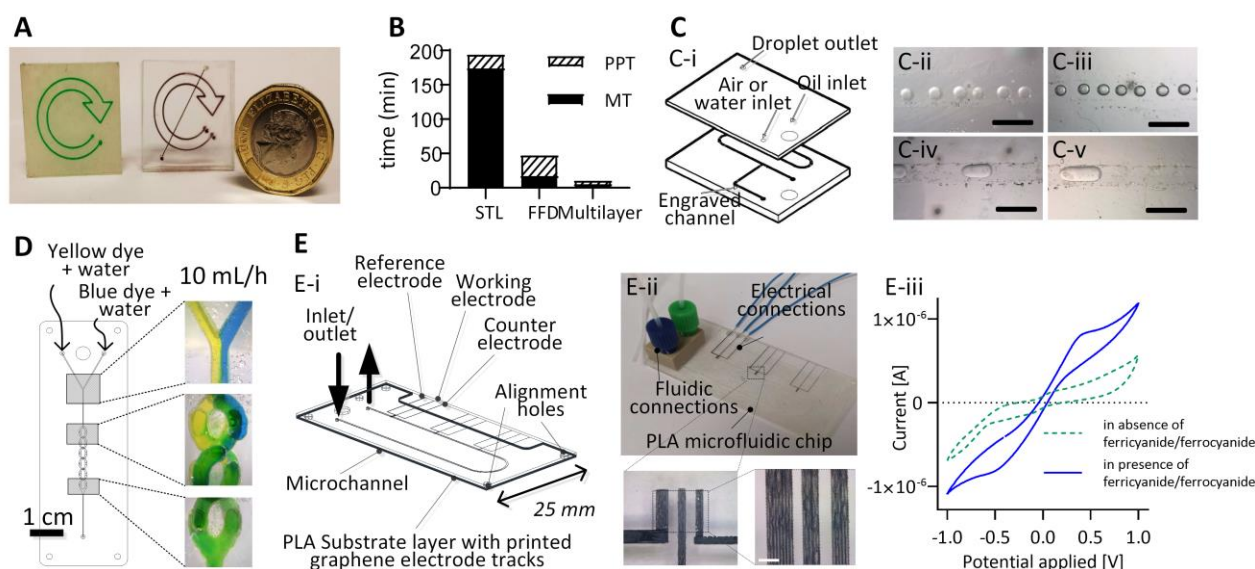 A
B
200
150
100
50
0
time (min)
PPT
MT
STL
FFD
Multilayer
C
C-i
Droplet outlet
Air or
water inlet
Oil inlet
Engraved
channel
C-ii
C-iii
C-iv
C-v
D
Yellow dye
+ water
Blue dye +
water
10 mL/h
1 cm
E
E-i
Reference
electrode
Working
electrode
Counter
electrode
Inlet/
outlet
Alignment
holes
Microchannel
25 mm
PLA Substrate layer with printed
graphene electrode tracks
E-ii
Electrical
connections
Fluidic
connections
PLA microfluidic chip
E-iii
Current [A]
1×10⁻⁶
0
-1×10⁻⁶
in absence of
ferricyanide/ferrocyanide
in presence of
ferricyanide/ferrocyanide
-1.0
-0.5
0.0
0.5
1.0
Potential applied [V]